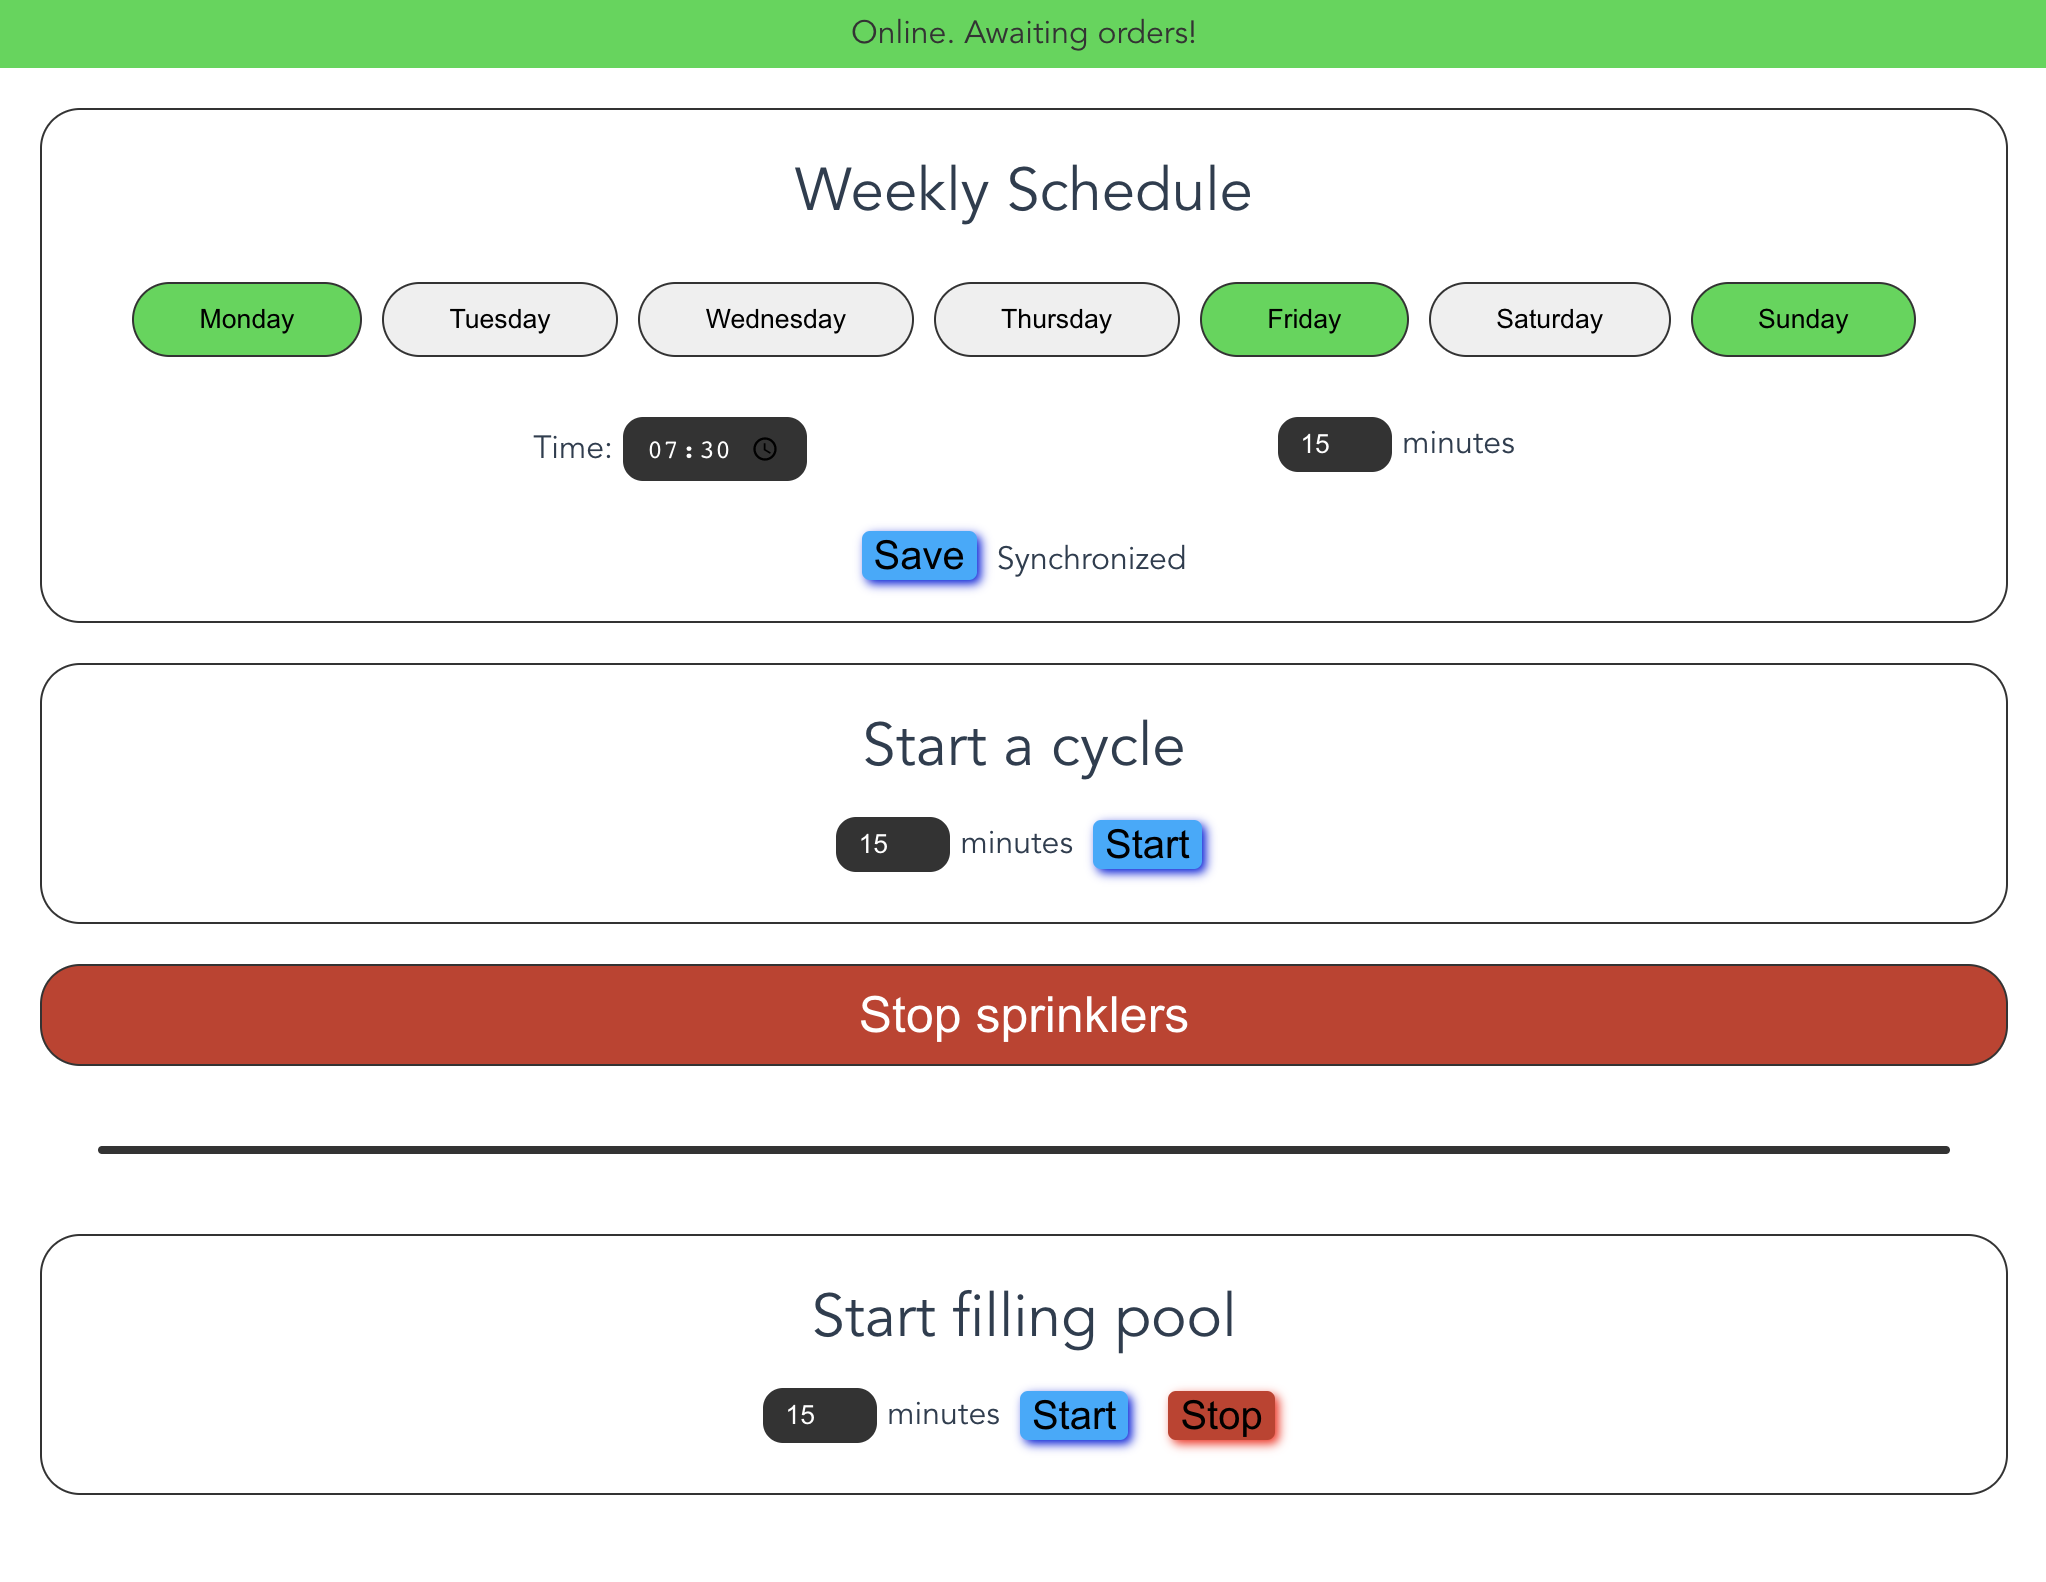 Online. Awaiting orders!
Weekly Schedule
Monday Tuesday Wednesday Thursday Friday Saturday Sunday
Time: 07:30 15 minutes
Save Synchronized
Start a cycle
15 minutes Start
Stop sprinklers
Start filling pool
15 minutes Start Stop